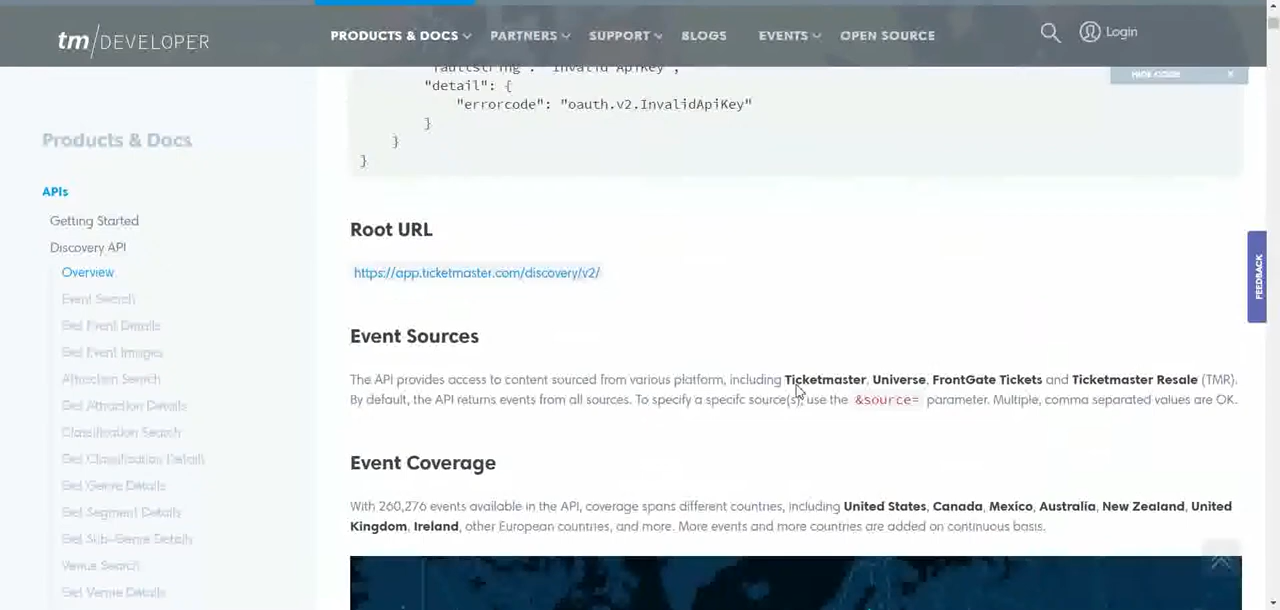 tm/DEVELOPER
PRODUCTS & DOCS
PARTNERS
SUPPORT
BLOGS
EVENTS
OPEN SOURCE
Login
"faultstring": "Invalid ApiKey",
"detail": {
"errorcode": "oauth.v2.InvalidApiKey"
}
}
}
Products & Docs
APIs
Getting Started
Discovery API
Overview
Event Search
Get Event Details
Get Event Images
Attraction Search
Get Attraction Details
Classification Search
Get Classification Details
Get Genre Details
Get Segment Details
Get Sub-Genre Details
Venue Search
Get Venue Details
Root URL
https://app.ticketmaster.com/discovery/v2/
Event Sources
The API provides access to content sourced from various platform, including Ticketmaster, Universe, FrontGate Tickets and Ticketmaster Resale (TMR).
By default, the API returns events from all sources. To specify a specifc source(s), use the &source= parameter. Multiple, comma separated values are OK.
Event Coverage
With 260,276 events available in the API, coverage spans different countries, including United States, Canada, Mexico, Australia, New Zealand, United
Kingdom, Ireland, other European countries, and more. More events and more countries are added on continuous basis.
FEEDBACK